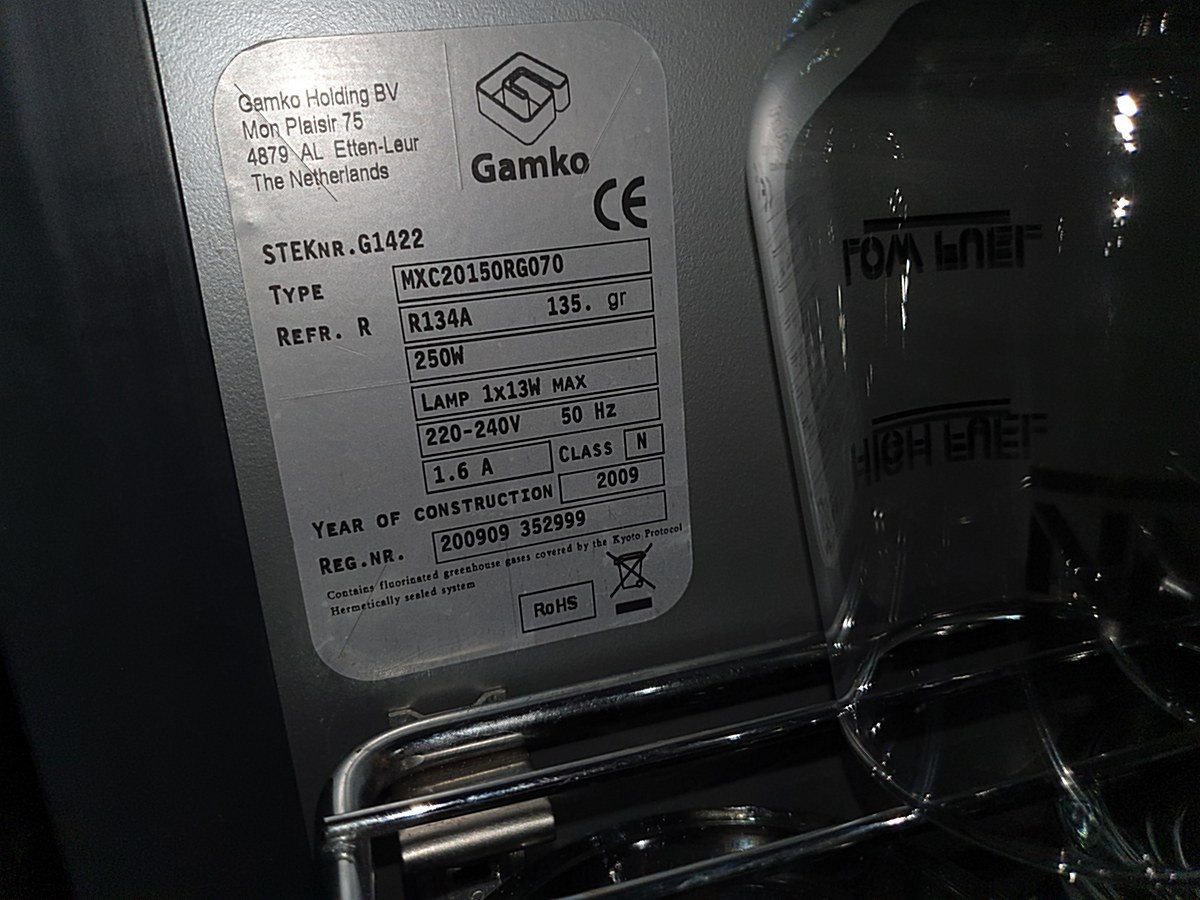 Gamko Holding BV
Mon Plaisir 75
4879 AL Etten-Leur
The Netherlands
Gamko
CE
STEKNR.G1422
TYPE MXC20150RG070
REFR. R R134A 135. gr
250W
LAMP 1x13W MAX
220-240V 50 Hz
1.6 A CLASS N
YEAR OF CONSTRUCTION 2009
REG.NR. 200909 352999
Contains fluorinated greenhouse gases covered by the Kyoto Protocol
Hermetically sealed system
RoHS
LOW FUEL
HIGH FUEL